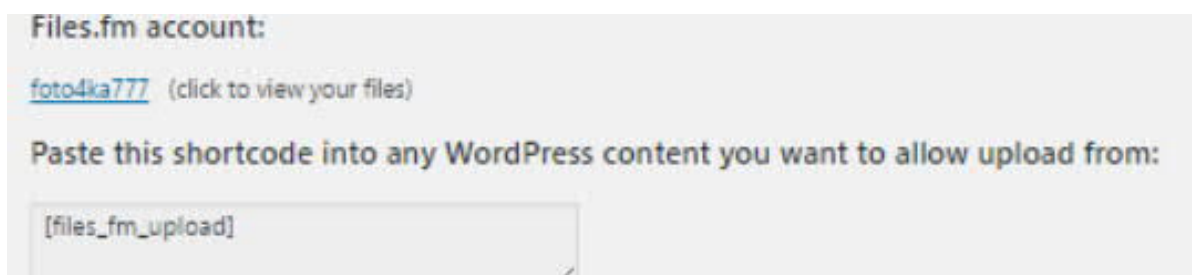 Files.fm account:
foto4ka777 (click to view your files)
Paste this shortcode into any WordPress content you want to allow upload from:
[files_fm_upload]